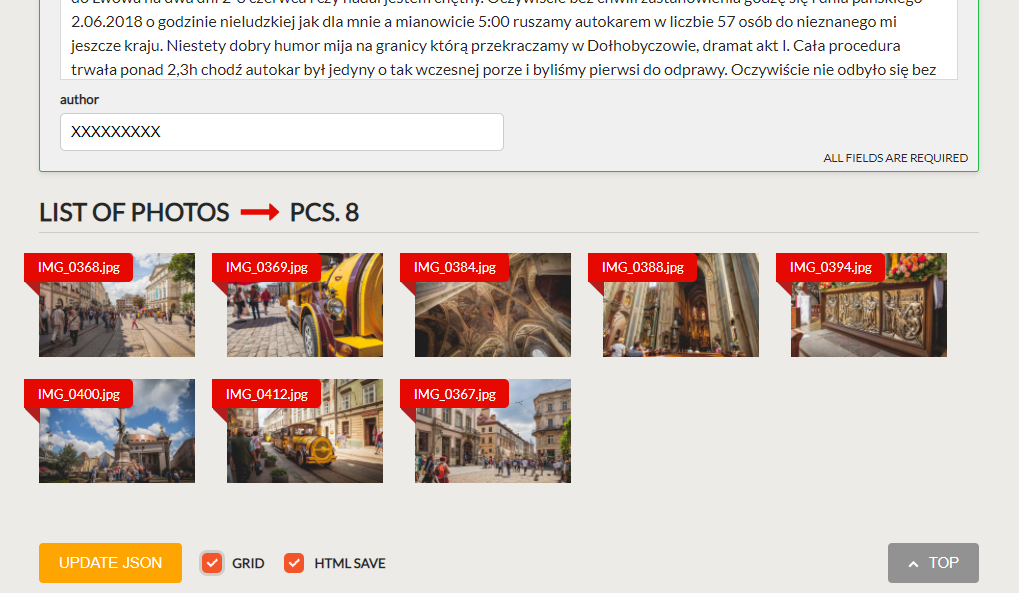 2.06.2018 o godzinie nieludzkiej jak dla mnie a mianowicie 5:00 ruszamy autokarem w liczbie 57 osób do nieznanego mi
jeszcze kraju. Niestety dobry humor mija na granicy którą przekraczamy w Dołhobyczowie, dramat akt I. Cała procedura
trwała ponad 2,3h chodź autokar był jedyny o tak wczesnej porze i byliśmy pierwsi do odprawy. Oczywiście nie odbyło się bez
author
XXXXXXXXX
ALL FIELDS ARE REQUIRED
LIST OF PHOTOS PCS. 8
IMG_0368.jpg IMG_0369.jpg IMG_0384.jpg IMG_0388.jpg IMG_0394.jpg
IMG_0400.jpg IMG_0412.jpg IMG_0367.jpg
UPDATE JSON GRID HTML SAVE TOP